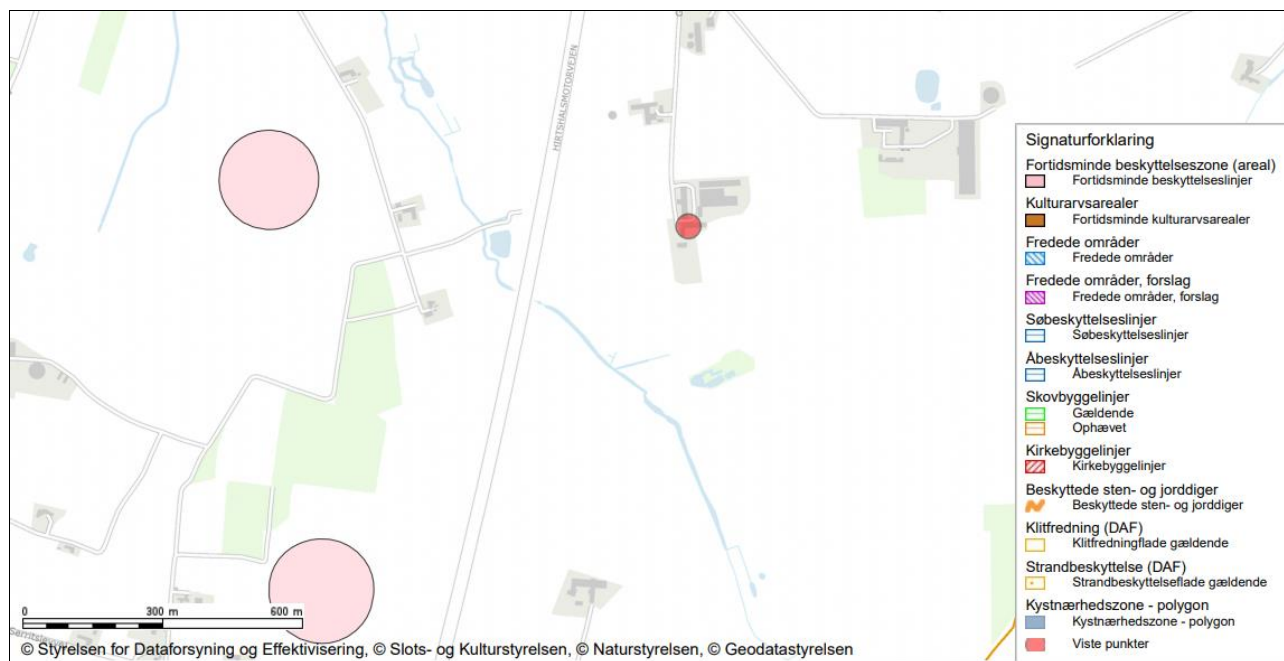 HIRTSHALSMOTORVEJEN
Signaturforklaring
Fortidsminde beskyttelseszone (areal)
Fortidsminde beskyttelseslinjer
Kulturarvsarealer
Fortidsminde kulturarvsarealer
Fredede områder
Fredede områder
Fredede områder, forslag
Fredede områder, forslag
Søbeskyttelseslinjer
Søbeskyttelseslinjer
Åbeskyttelseslinjer
Åbeskyttelseslinjer
Skovbyggelinjer
Gældende
Ophævet
Kirkebyggelinjer
Kirkebyggelinjer
Beskyttede sten- og jorddiger
Beskyttede sten- og jorddiger
Klitfredning (DAF)
Klitfredningflade gældende
Strandbeskyttelse (DAF)
Strandbeskyttelseflade gældende
Kystnærhedszone - polygon
Kystnærhedszone - polygon
Viste punkter
0 300 m 600 m
© Styrelsen for Dataforsyning og Effektivisering, © Slots- og Kulturstyrelsen, © Naturstyrelsen, © Geodatastyrelsen